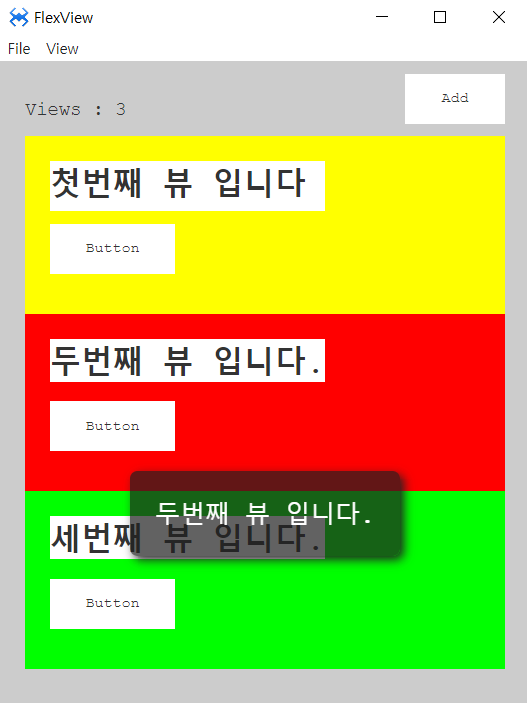 FlexView
File View
Views : 3
Add
첫번째 뷰 입니다
Button
두번째 뷰 입니다.
Button
두번째 뷰 입니다.
세번째 뷰 입니다.
Button